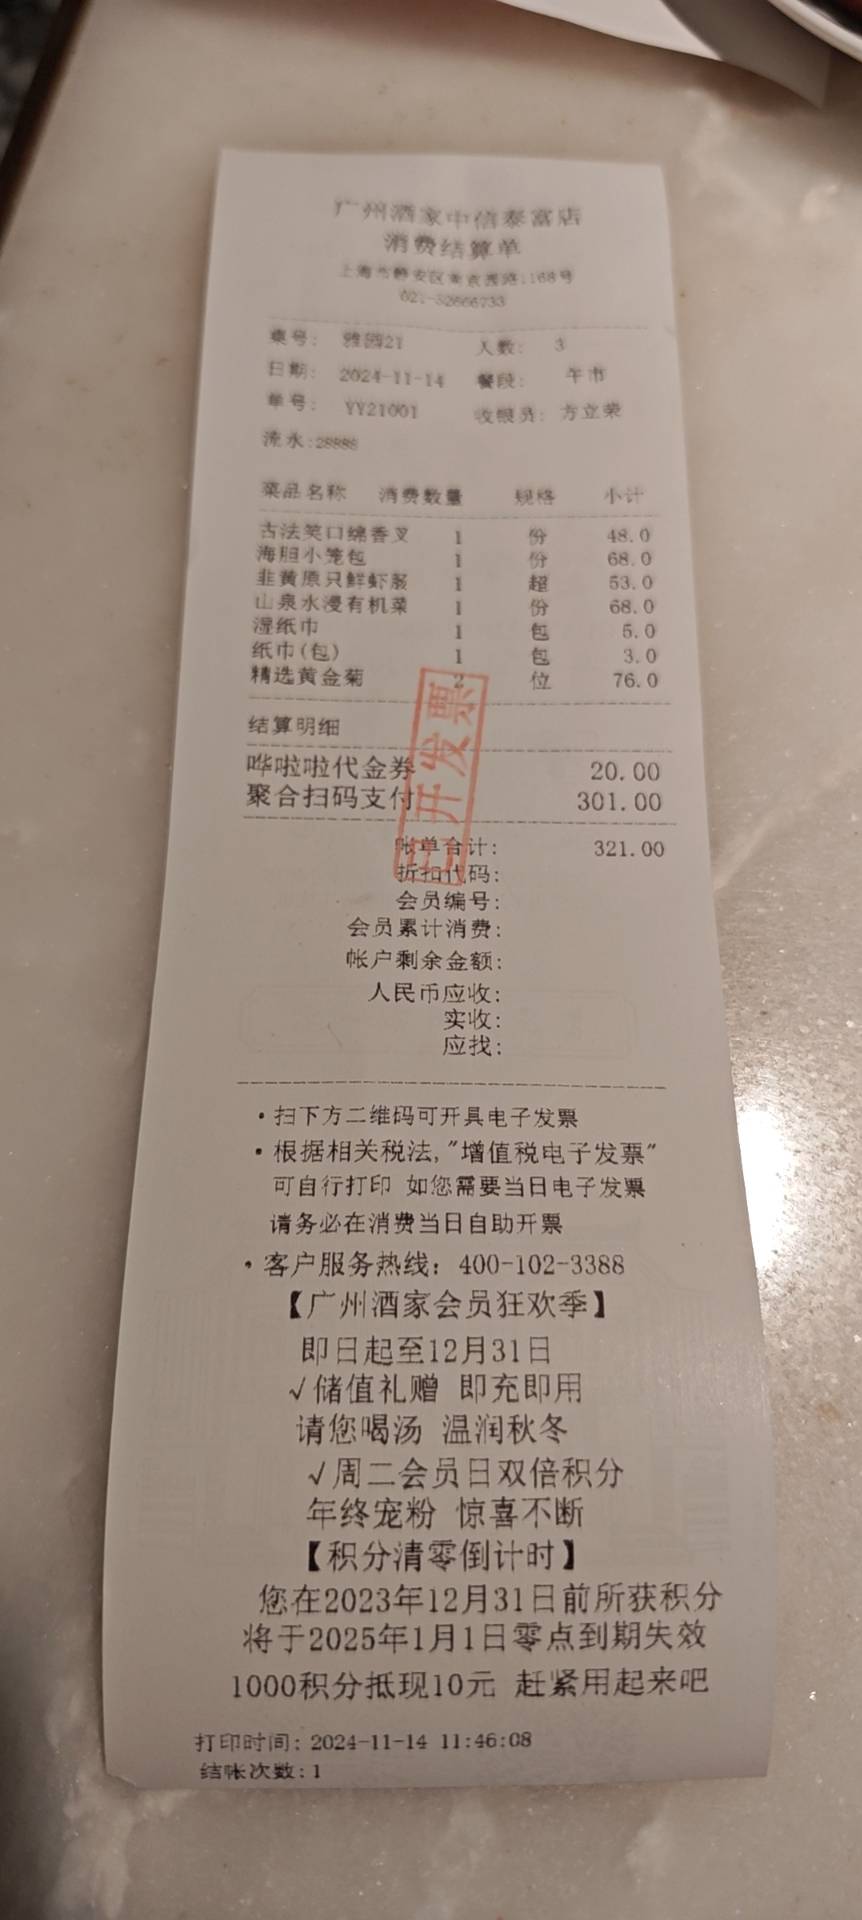 广州酒家中信泰富店
消费结算单
上海市静安区南京西路1168号
桌号: 雅园21 人数: 3
日期: 2024-11-14 餐段: 午市
单号: YY21001 收银员: 方立荣
流水:28888
菜品名称 消费数量 规格 小计
古法笑口绵香叉 1 份 48.0
海胆小笼包 1 份 68.0
韭黄原只鲜虾肠 1 超 53.0
山泉水浸有机菜 1 份 68.0
湿纸巾 1 包 5.0
纸巾(包) 1 包 3.0
精选黄金菊 2 位 76.0
已开发票
结算明细
哗啦啦代金券 20.00
聚合扫码支付 301.00
帐单合计: 321.00
折扣代码:
会员编号:
会员累计消费:
帐户剩余金额:
人民币应收:
实收:
应找:
•扫下方二维码可开具电子发票
•根据相关税法,"增值税电子发票"
可自行打印 如您需要当日电子发票
请务必在消费当日自助开票
•客户服务热线: 400-102-3388
【广州酒家会员狂欢季】
即日起至12月31日
√储值礼赠 即充即用
请您喝汤 温润秋冬
√周二会员日双倍积分
年终宠粉 惊喜不断
【积分清零倒计时】
您在2023年12月31日前所获积分
将于2025年1月1日零点到期失效
1000积分抵现10元 赶紧用起来吧
打印时间: 2024-11-14 11:46:08
结帐次数:1